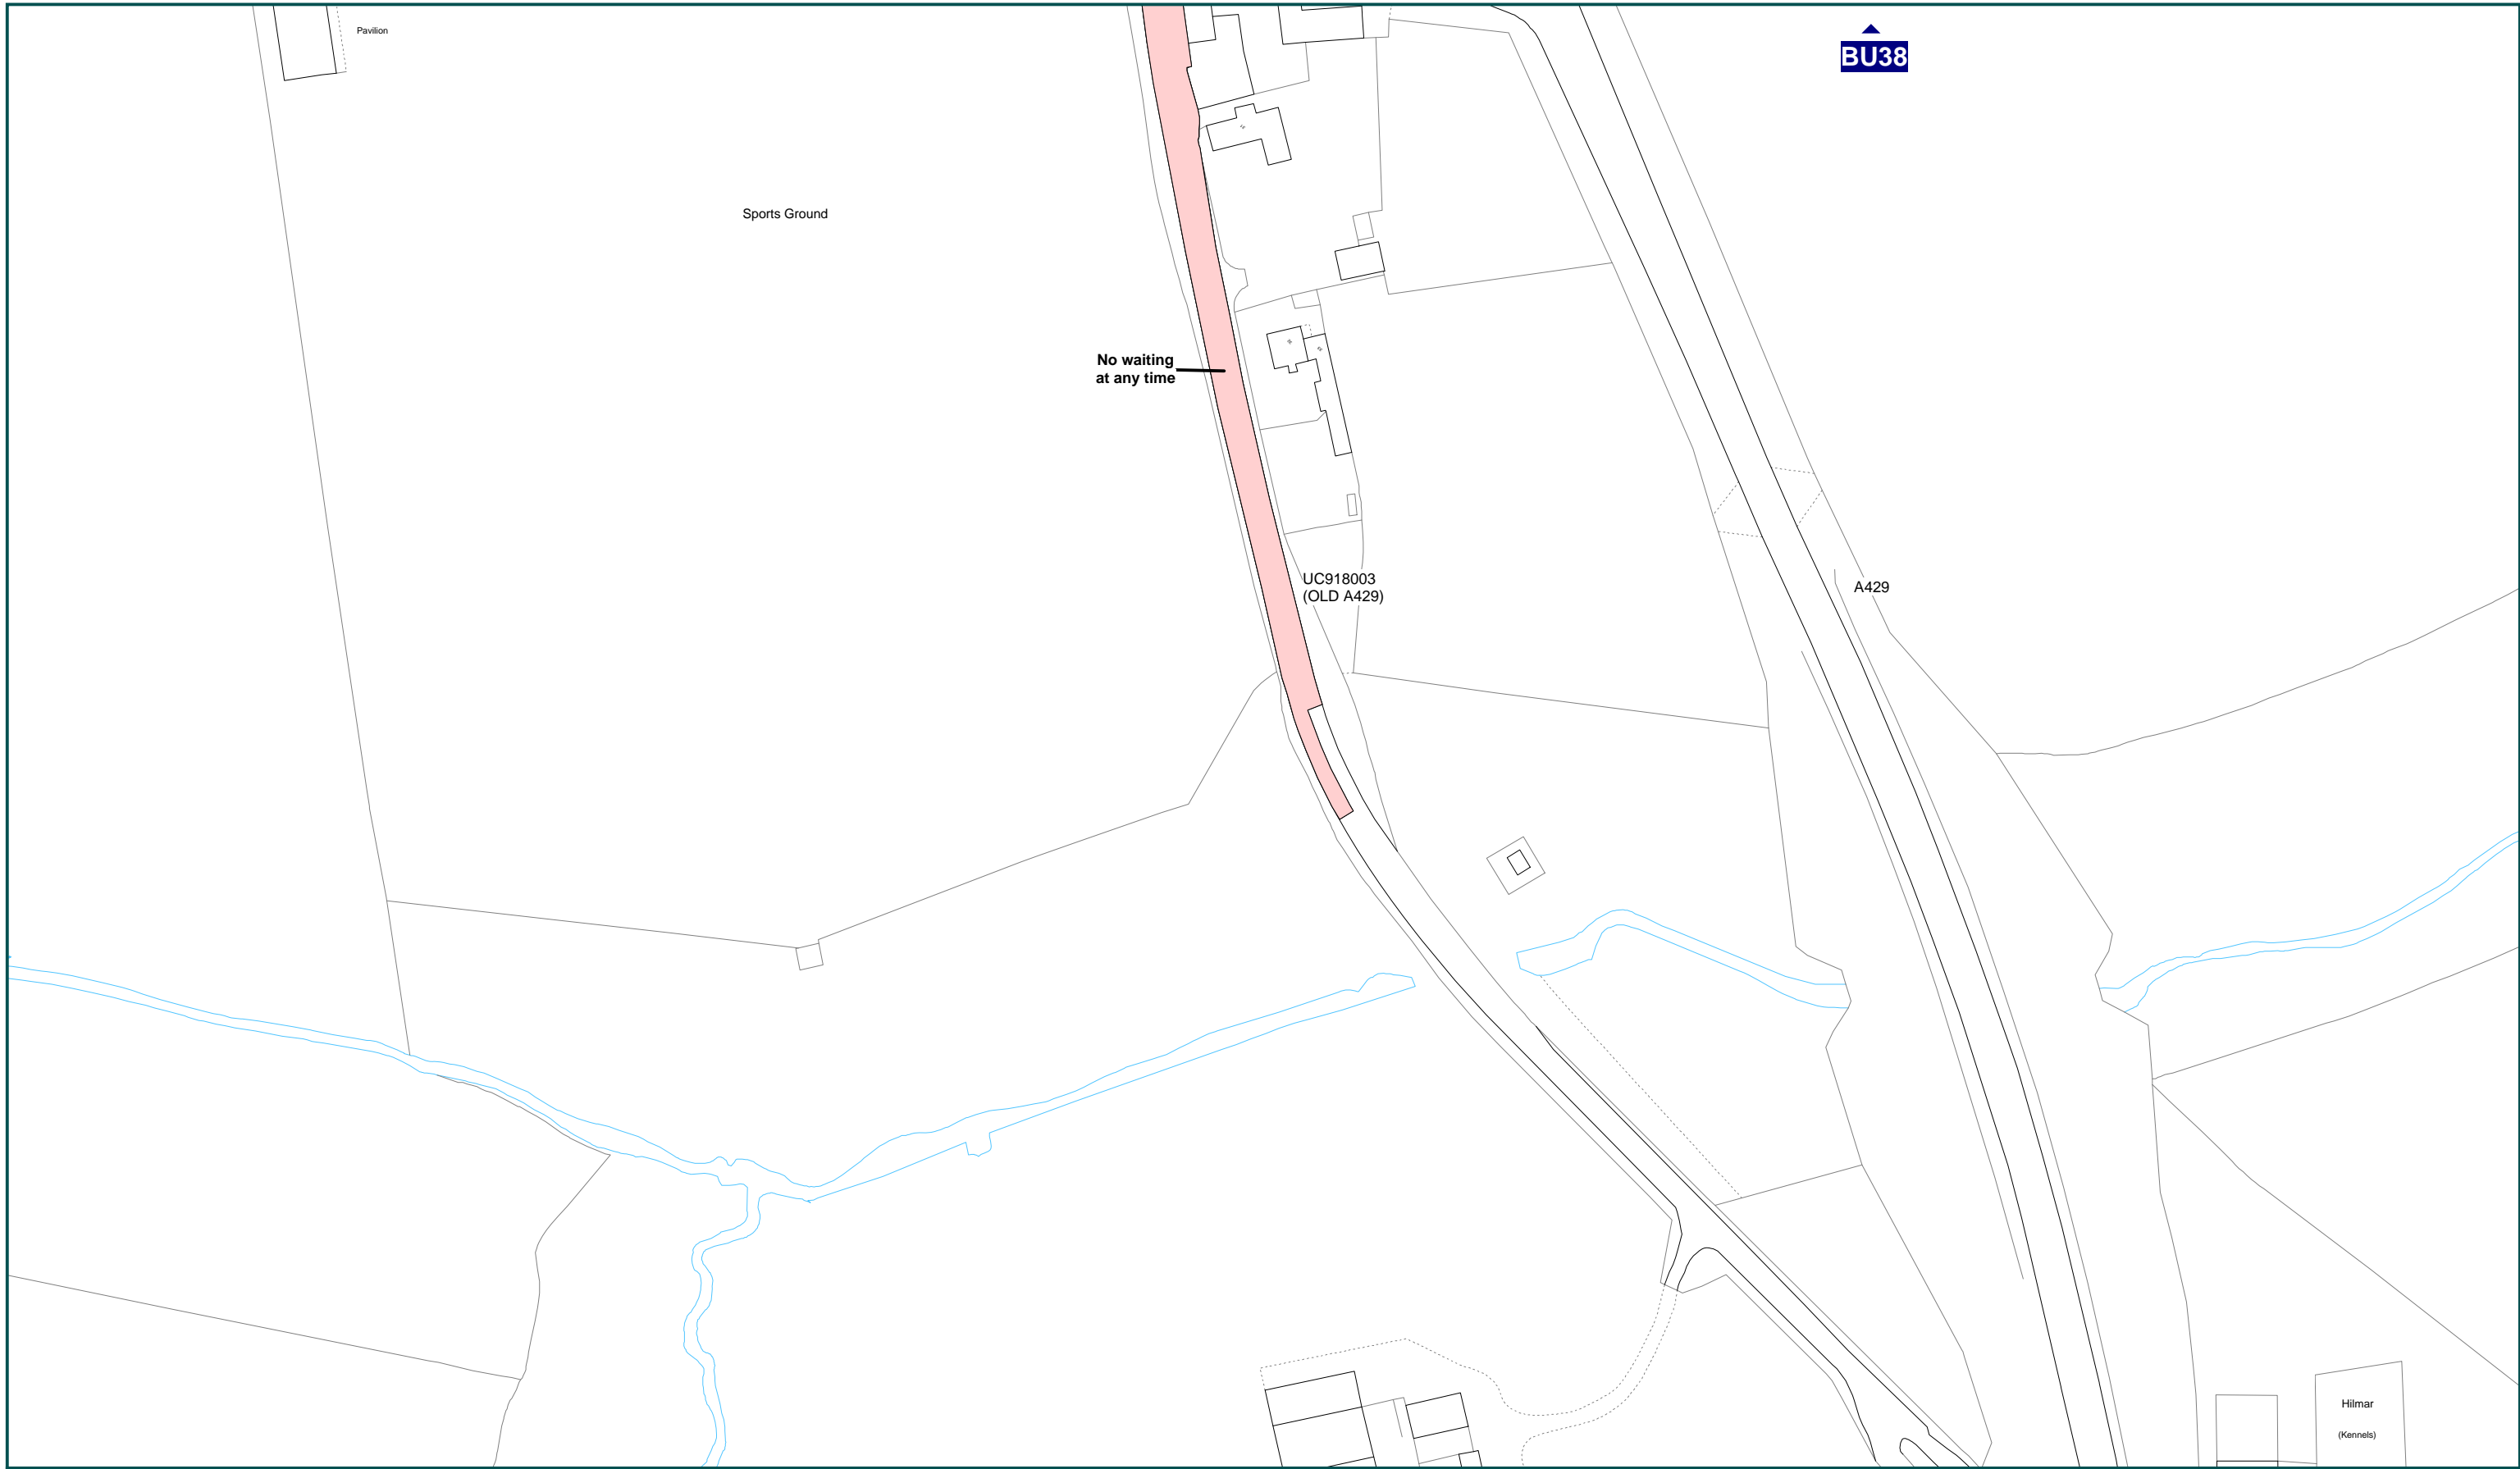 Pavilion
BU38
Sports Ground
No waiting
at any time
UC918003
(OLD A429)
A429
Hilmar
(Kennels)